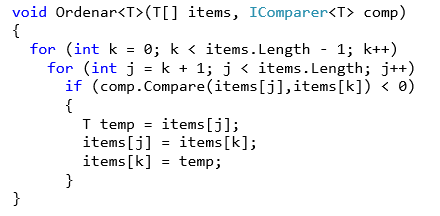 void Ordenar<T>(T[] items, IComparer<T> comp)
{
  for (int k = 0; k < items.Length - 1; k++)
    for (int j = k + 1; j < items.Length; j++)
      if (comp.Compare(items[j],items[k]) < 0)
      {
        T temp = items[j];
        items[j] = items[k];
        items[k] = temp;
      }
}